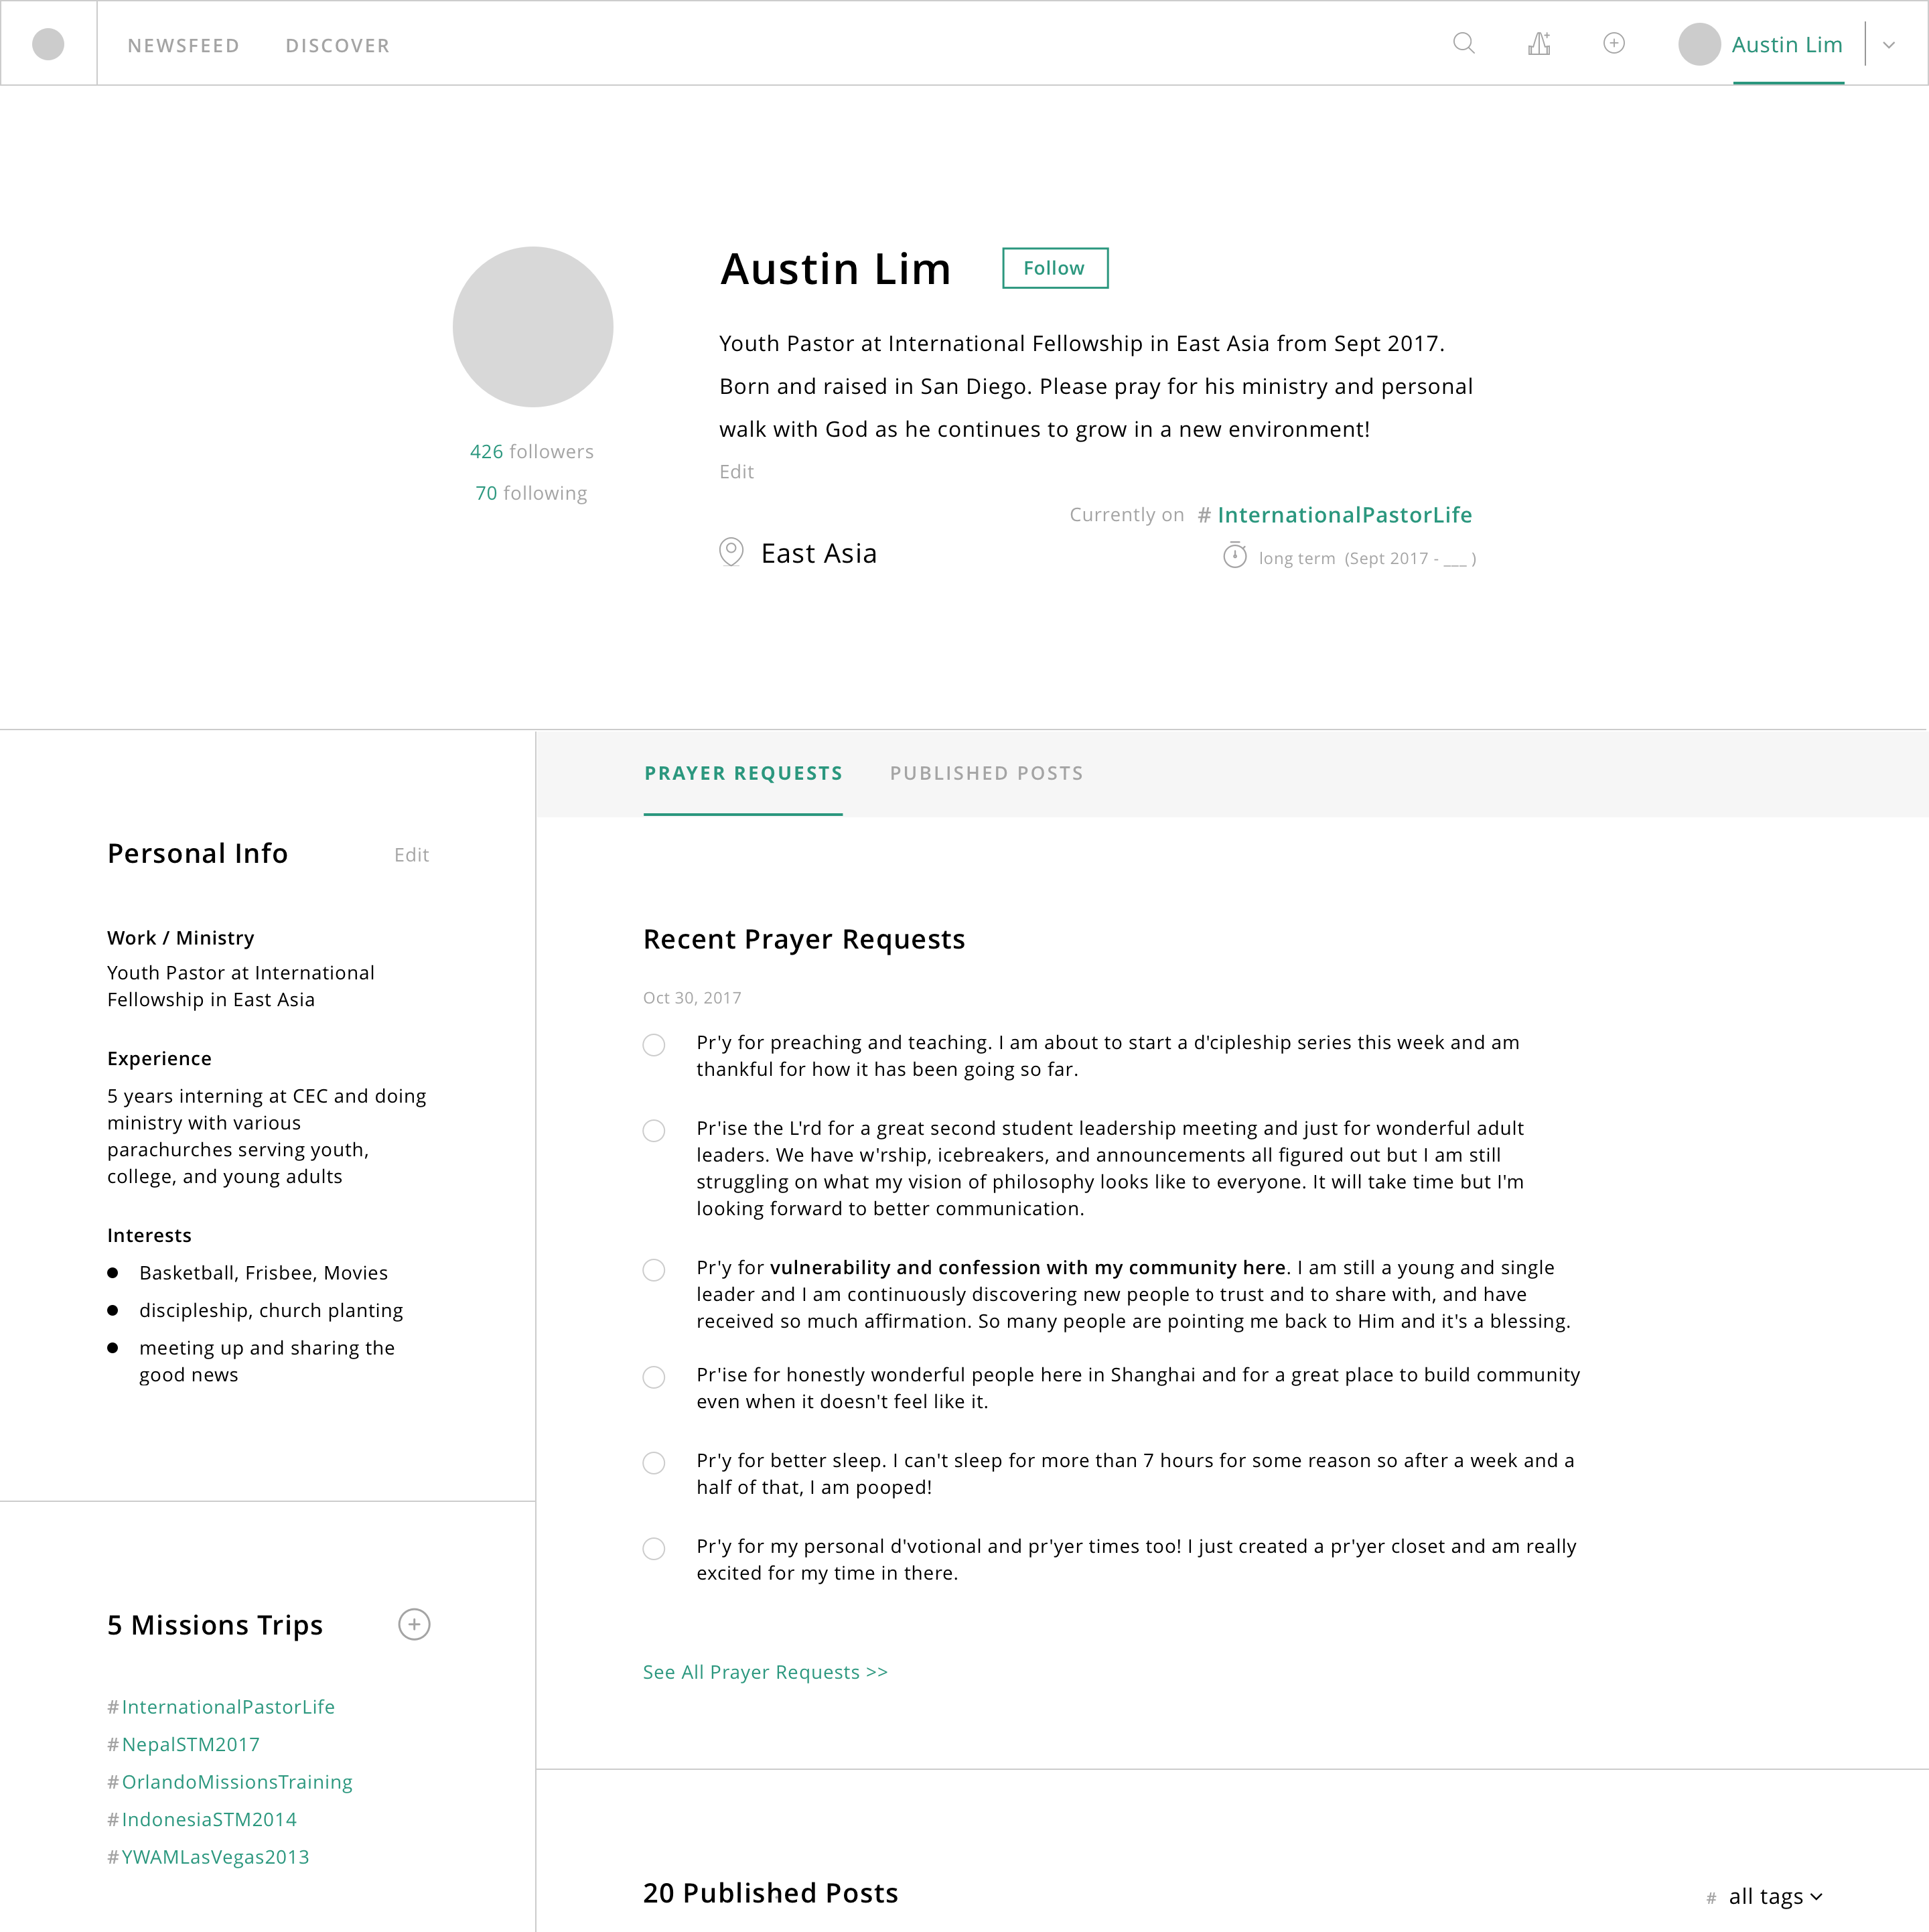 NEWSFEED DISCOVER Austin Lim
Austin Lim Follow
Youth Pastor at International Fellowship in East Asia from Sept 2017.
Born and raised in San Diego. Please pray for his ministry and personal
walk with God as he continues to grow in a new environment!
Edit
426 followers
70 following
Currently on # InternationalPastorLife
East Asia
long term (Sept 2017 - ___ )
Personal Info Edit
Work / Ministry
Youth Pastor at International
Fellowship in East Asia
Experience
5 years interning at CEC and doing
ministry with various
parachurches serving youth,
college, and young adults
Interests
Basketball, Frisbee, Movies
discipleship, church planting
meeting up and sharing the
good news
5 Missions Trips
#InternationalPastorLife
#NepalSTM2017
#OrlandoMissionsTraining
#IndonesiaSTM2014
#YWAMLasVegas2013
PRAYER REQUESTS PUBLISHED POSTS
Recent Prayer Requests
Oct 30, 2017
Pr'y for preaching and teaching. I am about to start a d'cipleship series this week and am
thankful for how it has been going so far.
Pr'ise the L'rd for a great second student leadership meeting and just for wonderful adult
leaders. We have w'rship, icebreakers, and announcements all figured out but I am still
struggling on what my vision of philosophy looks like to everyone. It will take time but I'm
looking forward to better communication.
Pr'y for vulnerability and confession with my community here. I am still a young and single
leader and I am continuously discovering new people to trust and to share with, and have
received so much affirmation. So many people are pointing me back to Him and it's a blessing.
Pr'ise for honestly wonderful people here in Shanghai and for a great place to build community
even when it doesn't feel like it.
Pr'y for better sleep. I can't sleep for more than 7 hours for some reason so after a week and a
half of that, I am pooped!
Pr'y for my personal d'votional and pr'yer times too! I just created a pr'yer closet and am really
excited for my time in there.
See All Prayer Requests >>
20 Published Posts # all tags